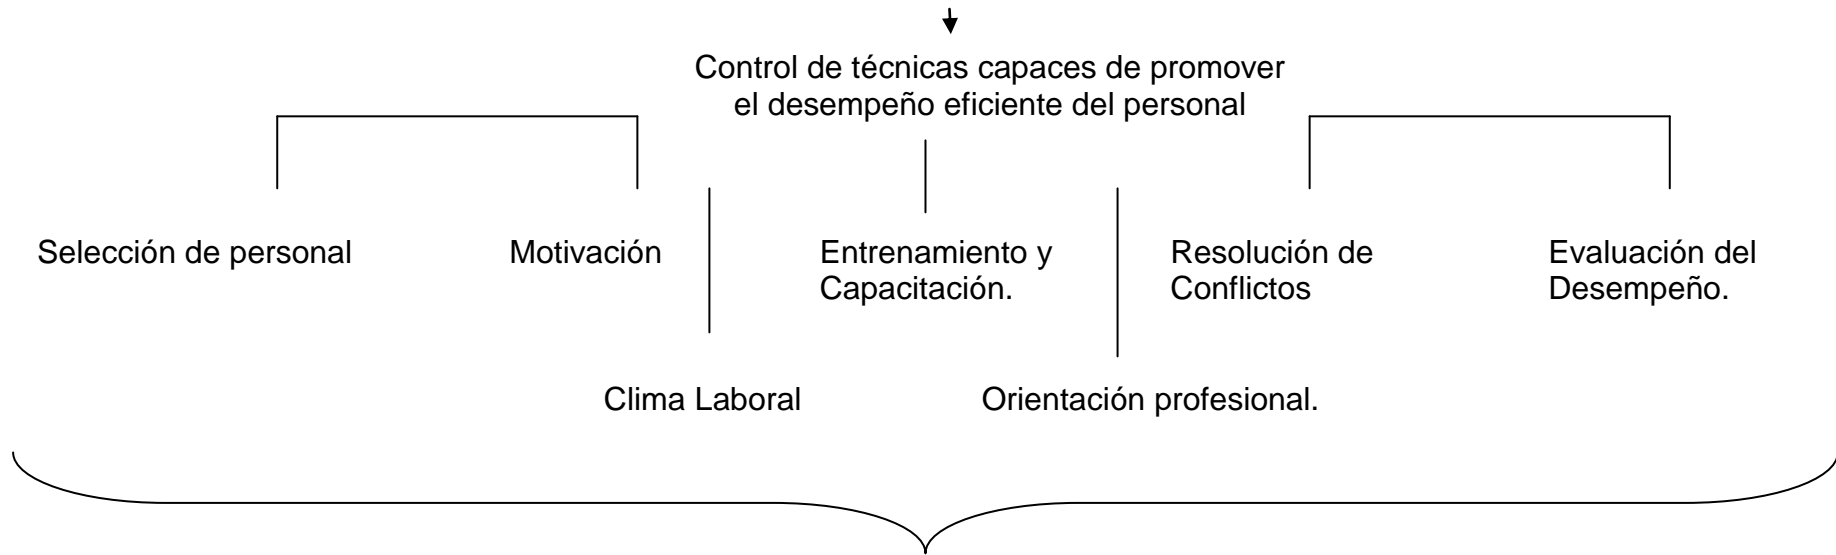 Control de técnicas capaces de promover
el desempeño eficiente del personal
Selección de personal
Motivación
Entrenamiento y
Capacitación.
Resolución de
Conflictos
Evaluación del
Desempeño.
Clima Laboral
Orientación profesional.